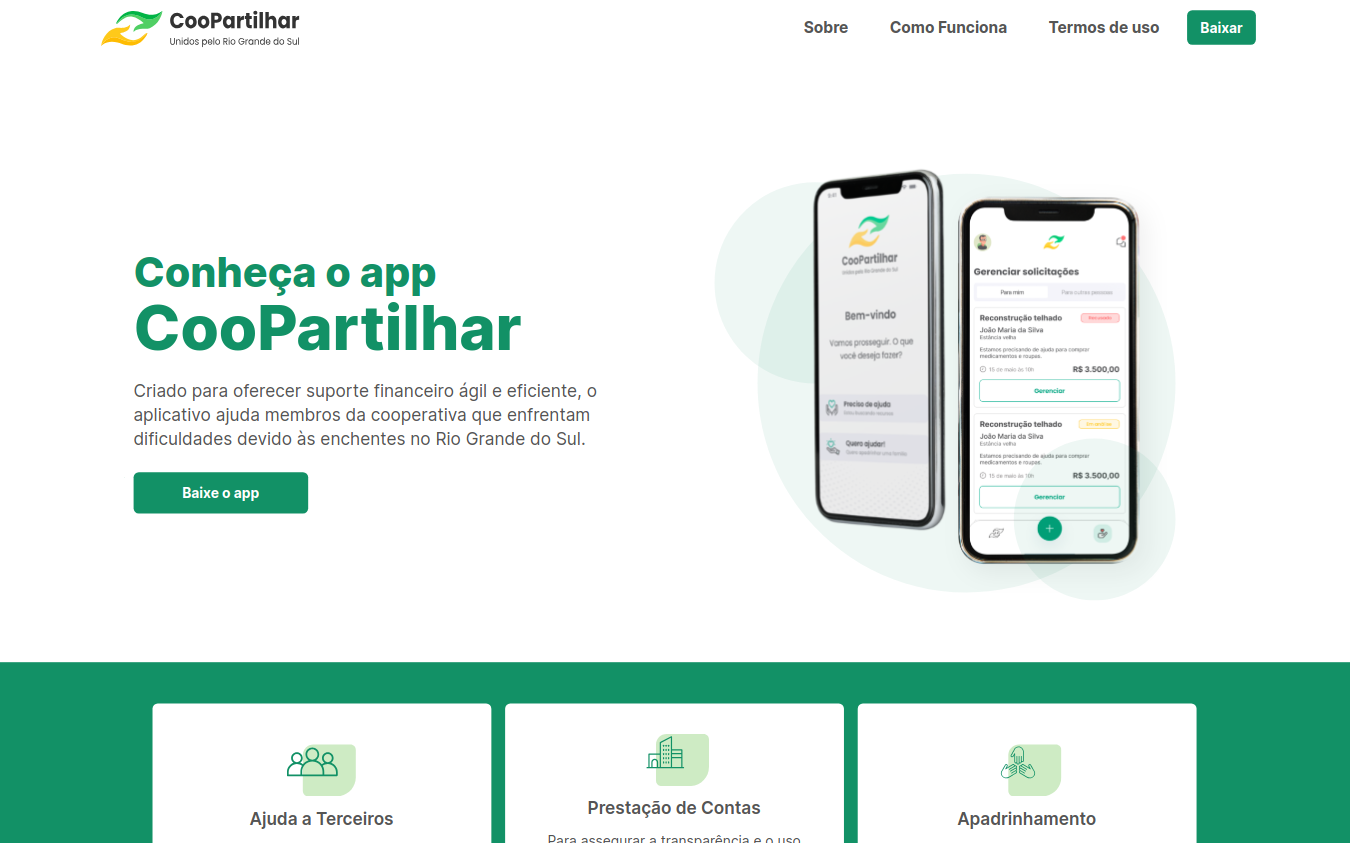 CooPartilhar
Unidos pelo Rio Grande do Sul
Sobre
Como Funciona
Termos de uso
Baixar
Conheça o app
CooPartilhar
Criado para oferecer suporte financeiro ágil e eficiente, o
aplicativo ajuda membros da cooperativa que enfrentam
dificuldades devido às enchentes no Rio Grande do Sul.
Baixe o app
CooPartilhar
Unidos pelo Rio Grande do Sul
Bem-vindo
Vamos prosseguir. O que
você deseja fazer?
Preciso de ajuda
Quero ajudar!
Gerenciar solicitações
Para mim
Para outras pessoas
Reconstrução telhado
João Maria da Silva
Estância velha
Estamos precisando de ajuda para comprar
medicamentos e roupas.
15 de maio às 19h
R$ 3.500,00
Gerenciar
Reconstrução telhado
João Maria da Silva
Estância velha
Estamos precisando de ajuda para comprar
medicamentos e roupas.
15 de maio às 19h
R$ 3.500,00
Gerenciar
Ajuda a Terceiros
Prestação de Contas
Para assegurar a transparência e o uso
Apadrinhamento